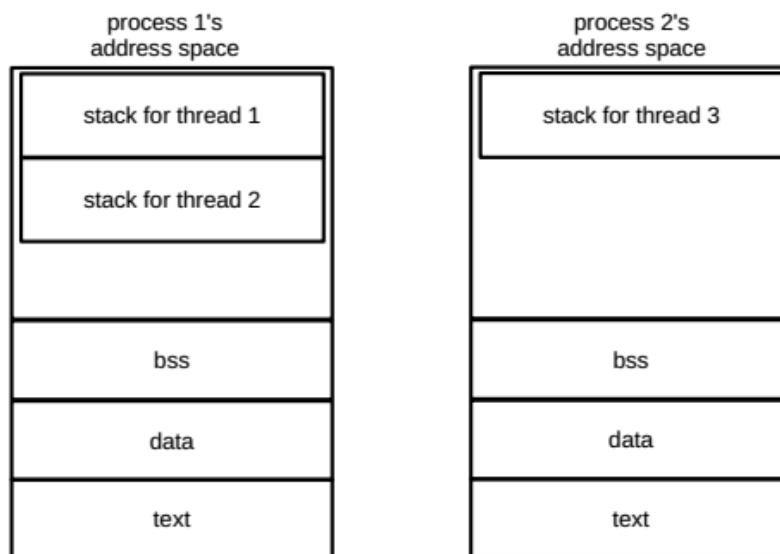 process 1's
address space
stack for thread 1
stack for thread 2
bss
data
text
process 2's
address space
stack for thread 3
bss
data
text